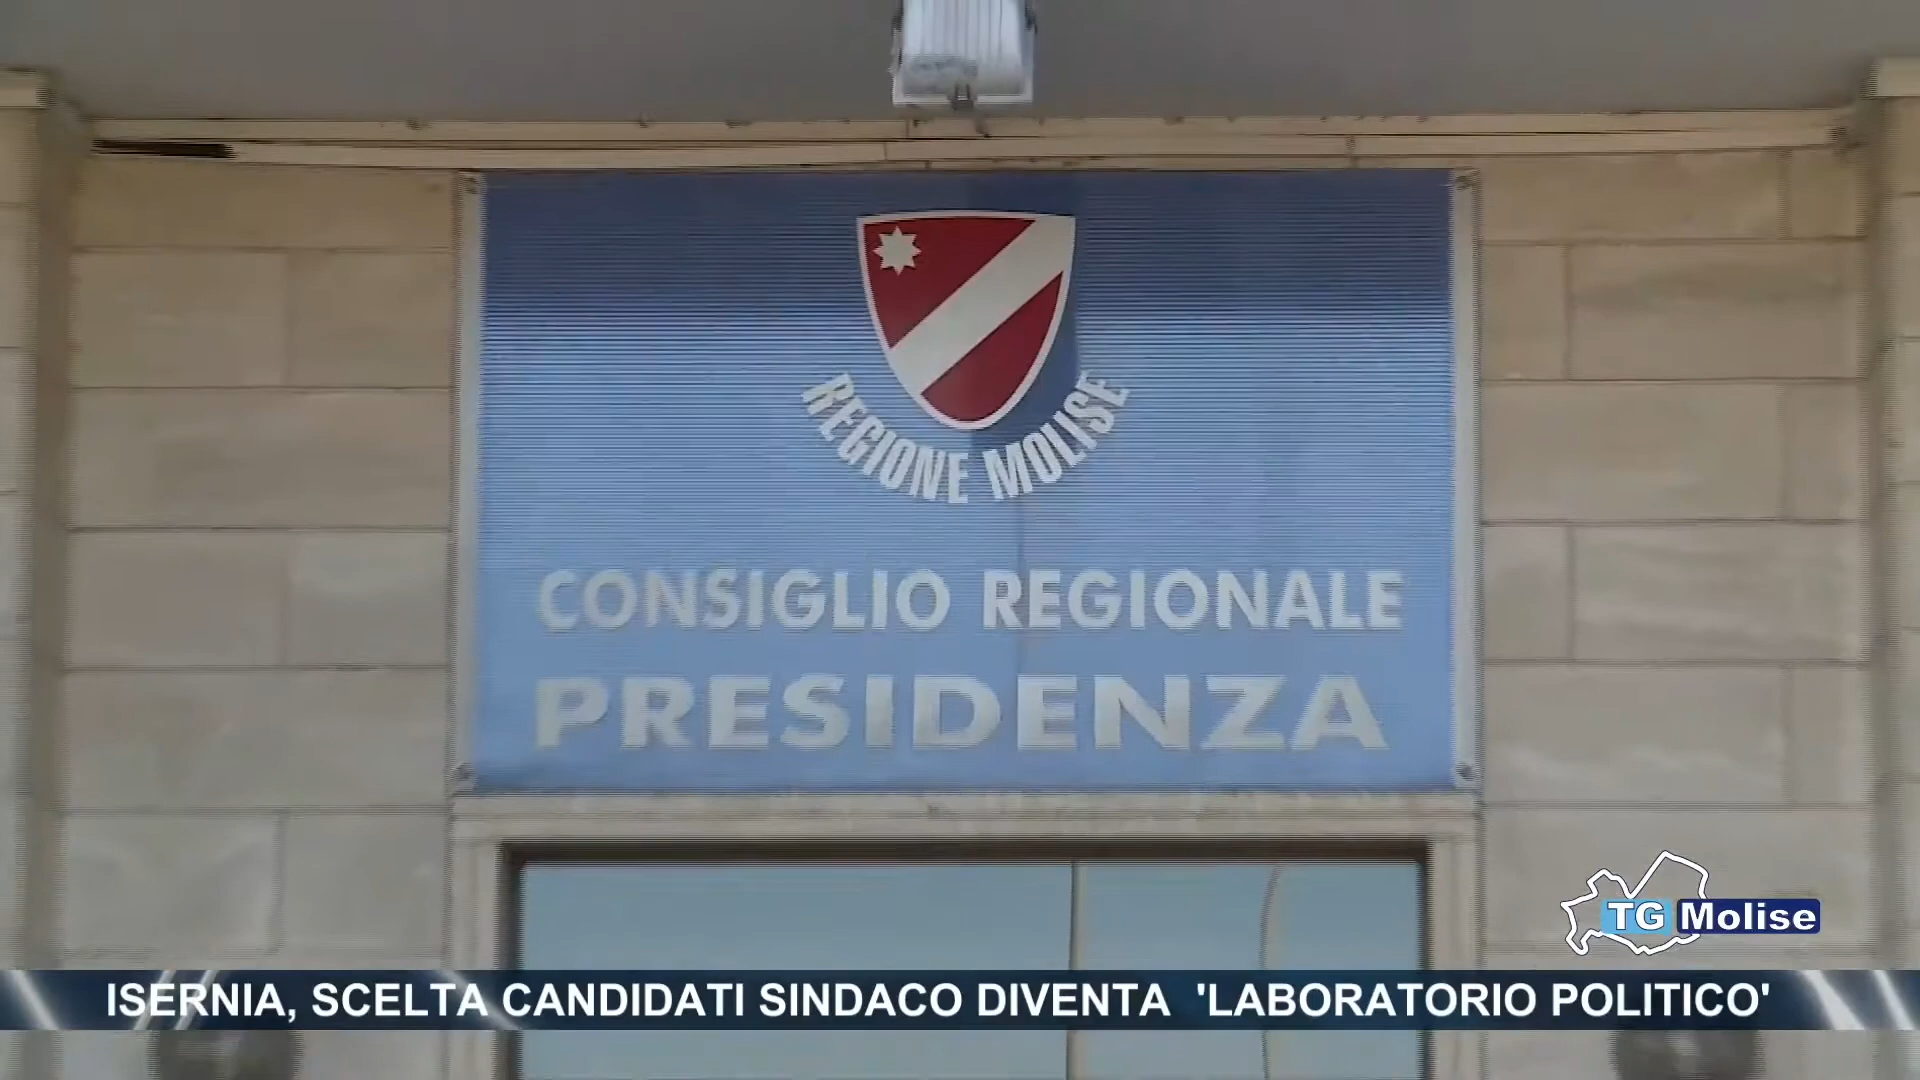 REGIONE MOLISE
CONSIGLIO REGIONALE
PRESIDENZA
TG Molise
ISERNIA, SCELTA CANDIDATI SINDACO DIVENTA 'LABORATORIO POLITICO'